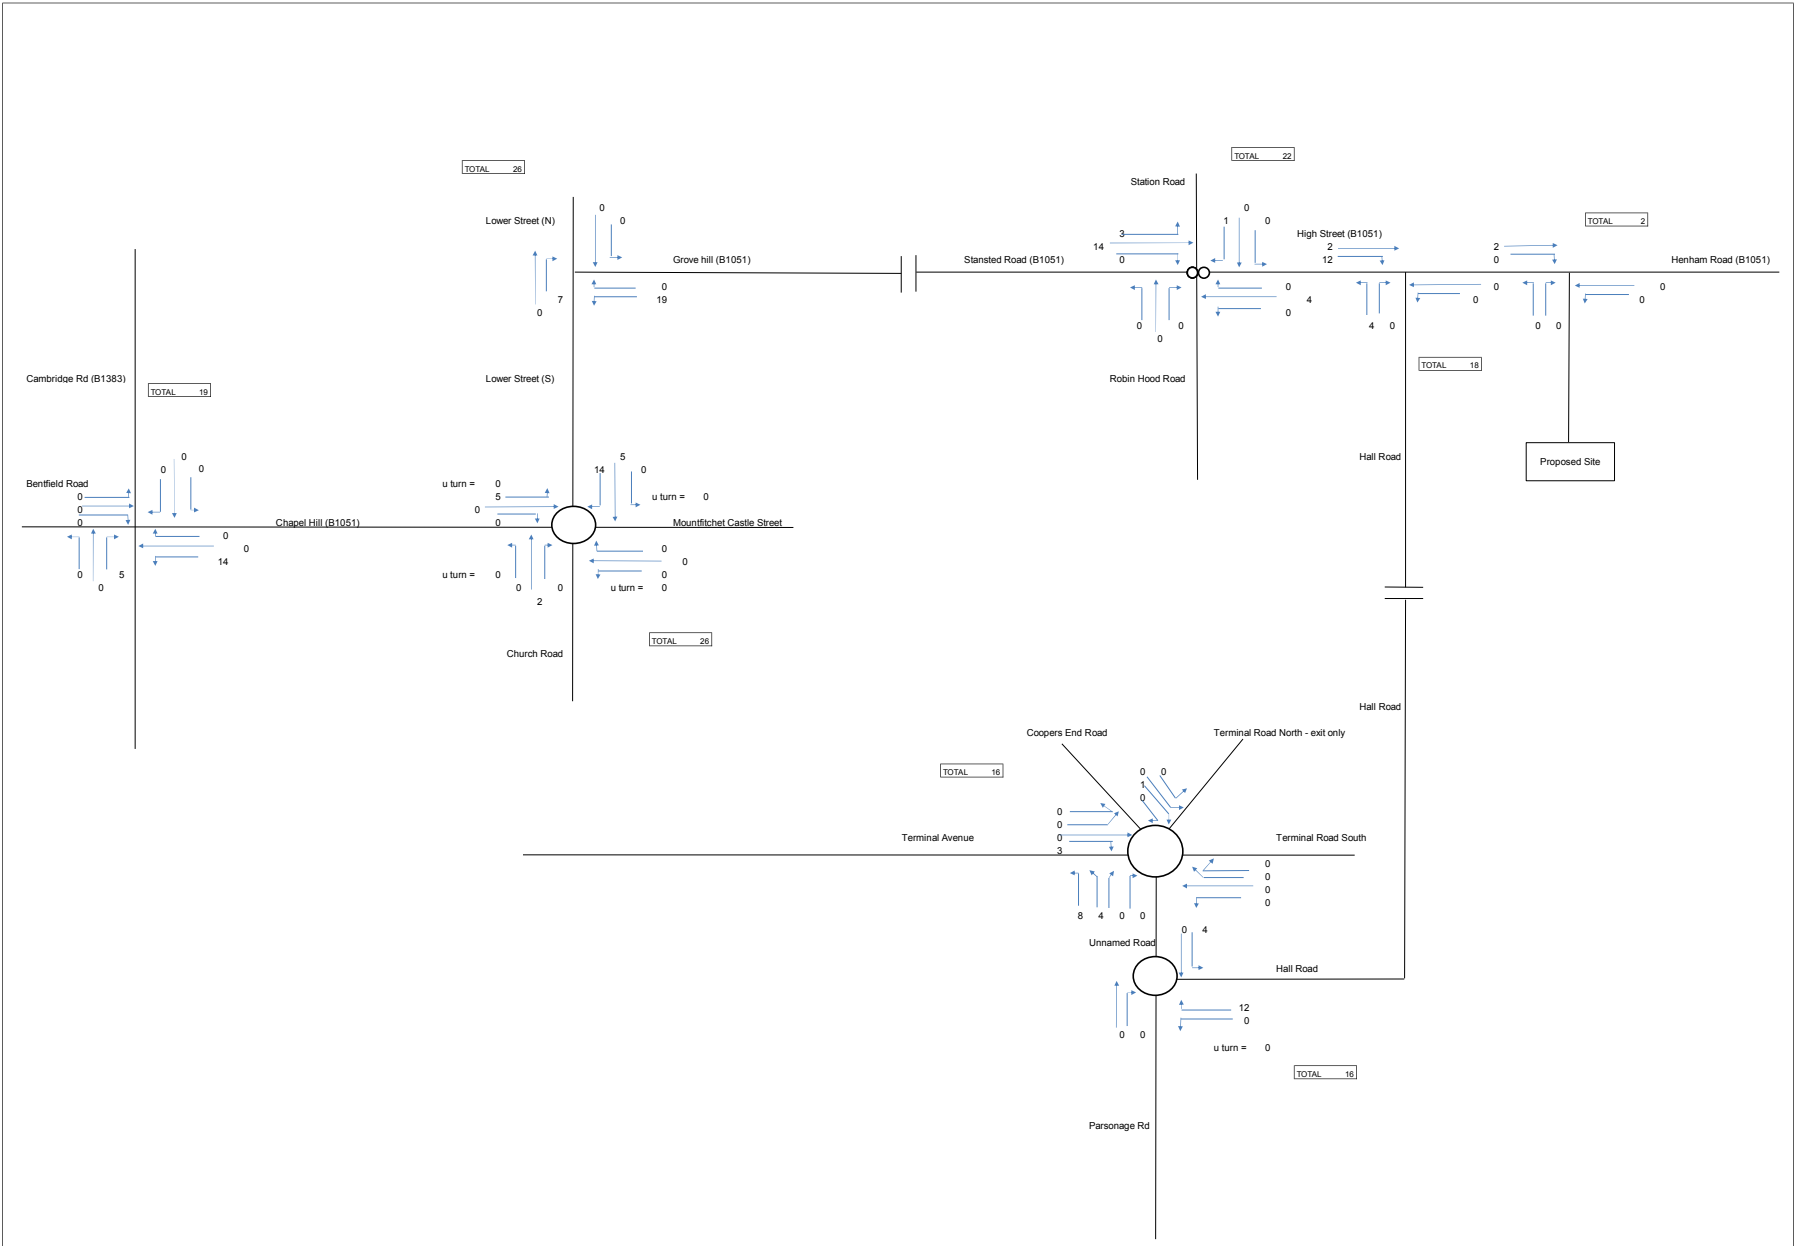 TOTAL 22
TOTAL 26
Station Road
0
0
Lower Street (N)
0
3
1
0
TOTAL 2
High Street (B1051)
14
2
2
Grove hill (B1051)
Stansted Road (B1051)
0
12
0
Henham Road (B1051)
0
0
0
0
7
19
4
0
0
0
0
0
0
4 0
0 0
0
TOTAL 18
Cambridge Rd (B1383)
Lower Street (S)
Robin Hood Road
TOTAL 19
0
5
Hall Road
Proposed Site
0
0
14
0
Bentfield Road
u turn = 0
0
5
u turn = 0
0
0
0
0
Chapel Hill (B1051)
Mountfitchet Castle Street
0
0
0
14
0
0
5
u turn = 0
0
0
0
0
u turn = 0
2
TOTAL 26
Church Road
Hall Road
Coopers End Road
Terminal Road North - exit only
TOTAL 16
0 0
1
0
0
0
0
3
Terminal Avenue
Terminal Road South
0
0
0
0
8 4 0 0
0 4
Unnamed Road
Hall Road
12
0
0 0
u turn = 0
TOTAL 16
Parsonage Rd